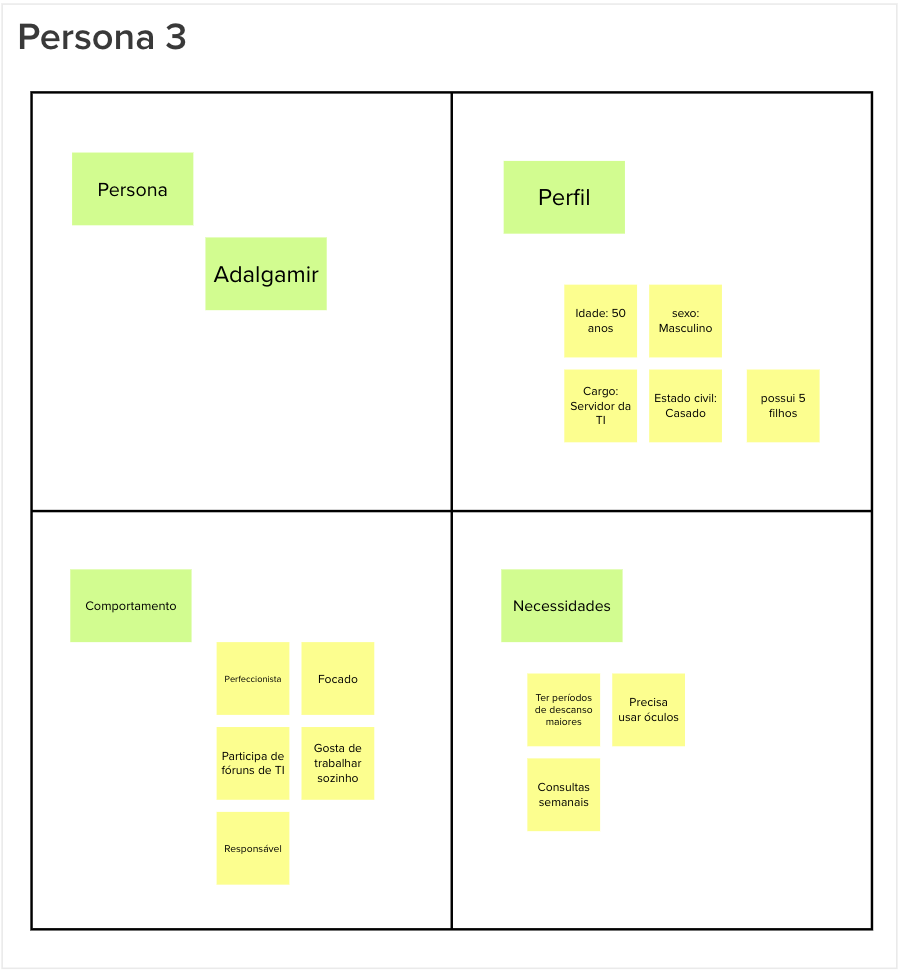 Persona 3
Persona
Adalgamir
Perfil
Idade: 50
anos
sexo:
Masculino
Cargo:
Servidor da
TI
Estado civil:
Casado
possui 5
filhos
Comportamento
Perfeccionista
Focado
Participa de
fóruns de TI
Gosta de
trabalhar
sozinho
Responsável
Necessidades
Ter períodos
de descanso
maiores
Precisa
usar óculos
Consultas
semanais